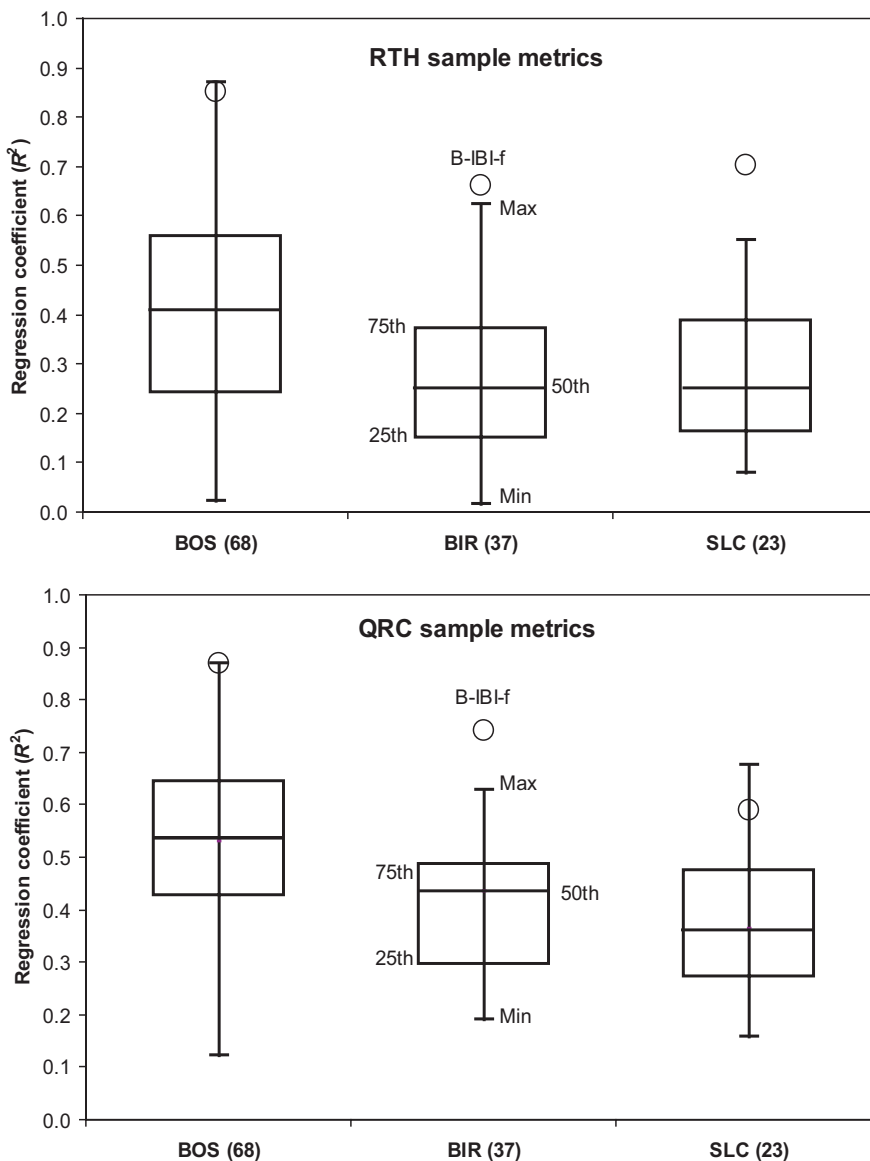 RTH sample metrics
Regression coefficient (R²)
1.0
0.9
0.8
0.7
0.6
0.5
0.4
0.3
0.2
0.1
0.0
B-IBI-f
Max
75th
50th
25th
Min
BOS (68) BIR (37) SLC (23)
QRC sample metrics
Regression coefficient (R²)
1.0
0.9
0.8
0.7
0.6
0.5
0.4
0.3
0.2
0.1
0.0
B-IBI-f
Max
75th
50th
25th
Min
BOS (68) BIR (37) SLC (23)